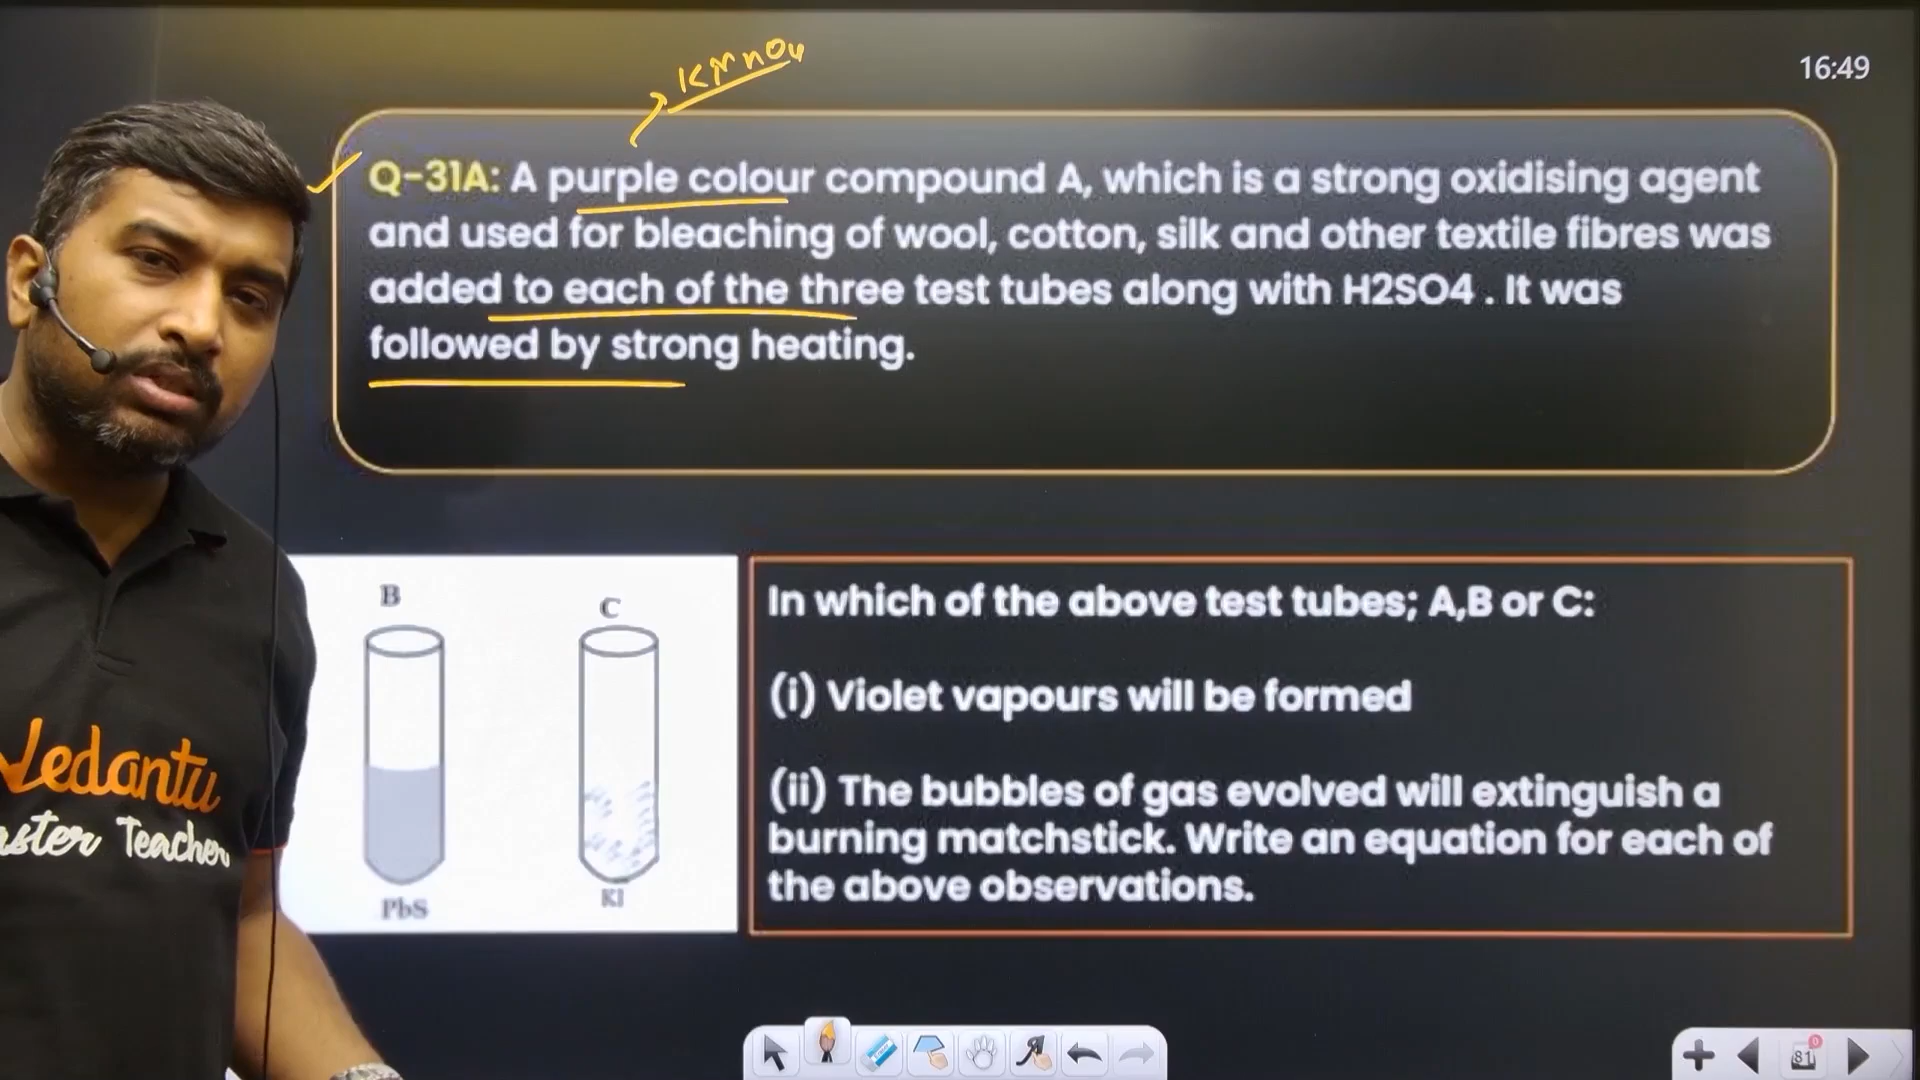 KMnO4
16:49
Q-31A: A purple colour compound A, which is a strong oxidising agent
and used for bleaching of wool, cotton, silk and other textile fibres was
added to each of the three test tubes along with H2SO4 . It was
followed by strong heating.
B
C
PbS
KI
In which of the above test tubes; A,B or C:
(i) Violet vapours will be formed
(ii) The bubbles of gas evolved will extinguish a
burning matchstick. Write an equation for each of
the above observations.
Vedantu
aster Teacher
81
0